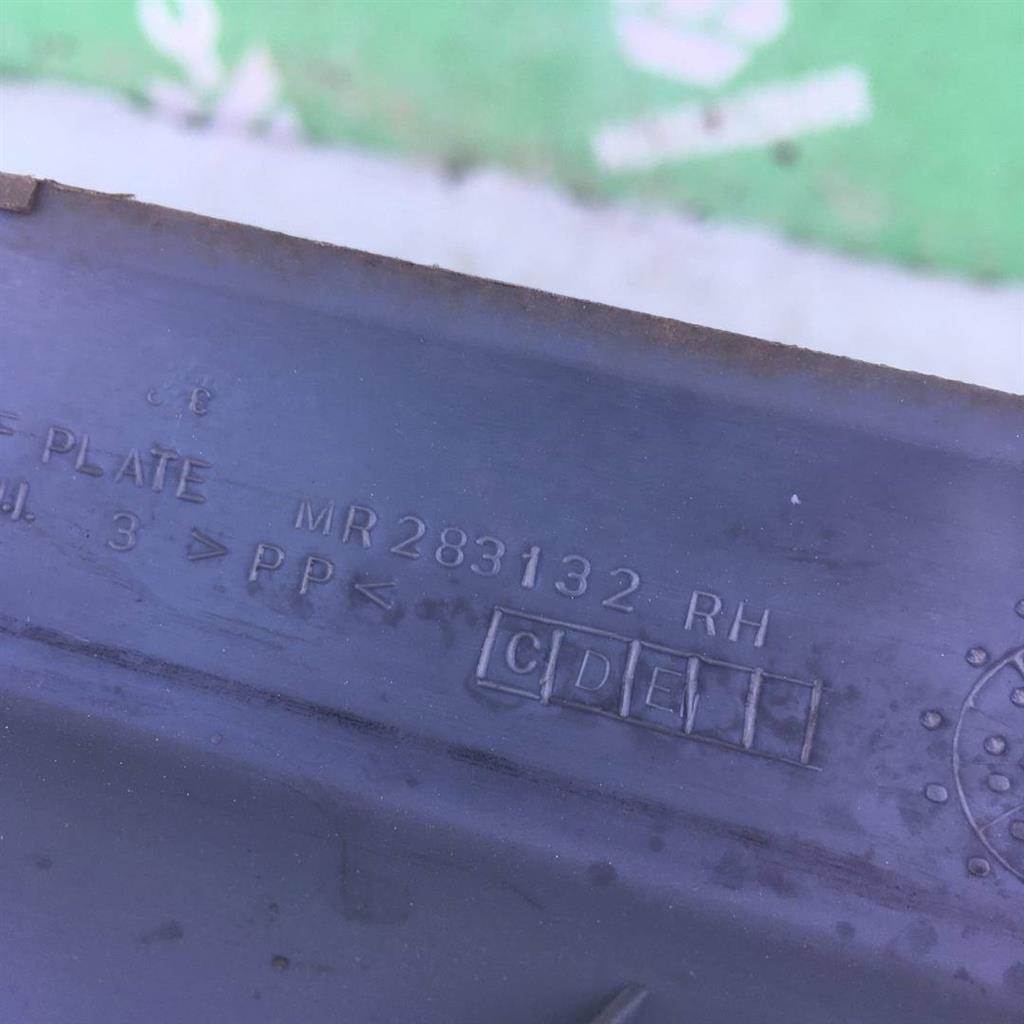 PLATE MR283132 RH
3 >PP<
C D E